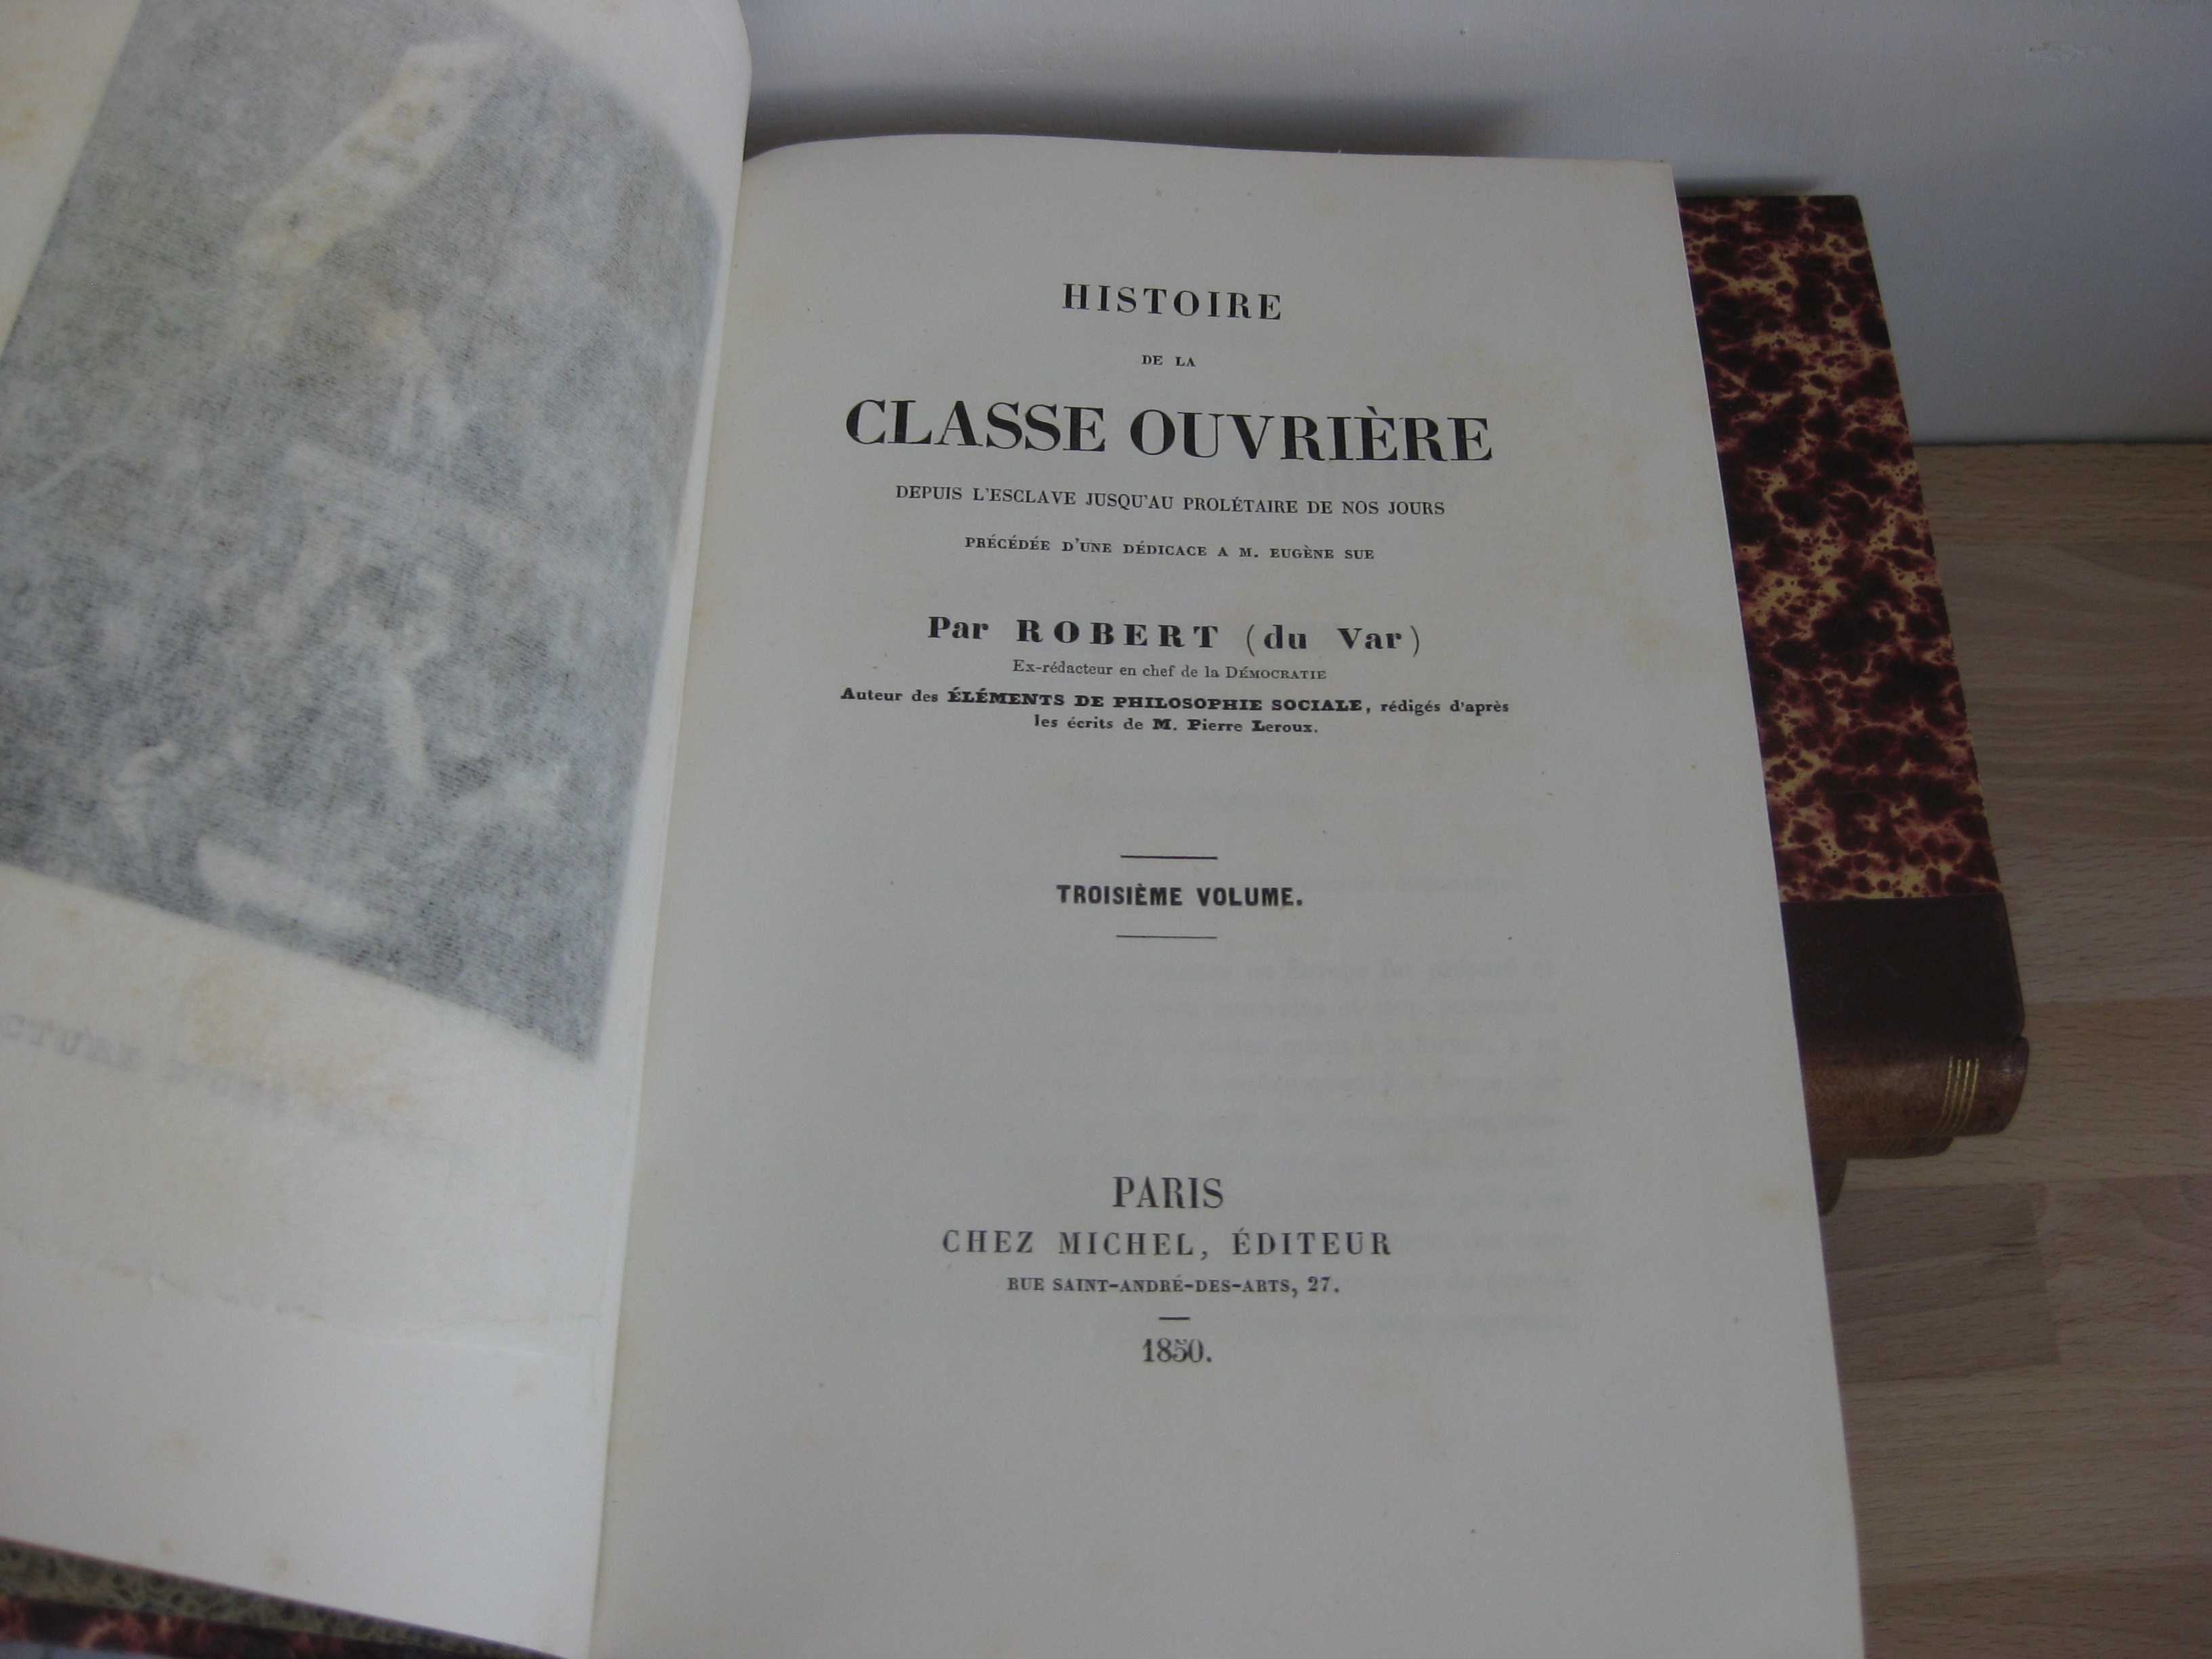 HISTOIRE
DE LA
CLASSE OUVRIÈRE
DEPUIS L'ESCLAVE JUSQU'AU PROLÉTAIRE DE NOS JOURS
PRÉCÉDÉE D'UNE DÉDICACE A M. EUGÈNE SUE
Par ROBERT (du Var)
Ex-rédacteur en chef de la DÉMOCRATIE
Auteur des ÉLÉMENTS DE PHILOSOPHIE SOCIALE, rédigés d'après
les écrits de M. Pierre Leroux.
TROISIÈME VOLUME.
PARIS
CHEZ MICHEL, ÉDITEUR
RUE SAINT-ANDRÉ-DES-ARTS, 27.
1850.